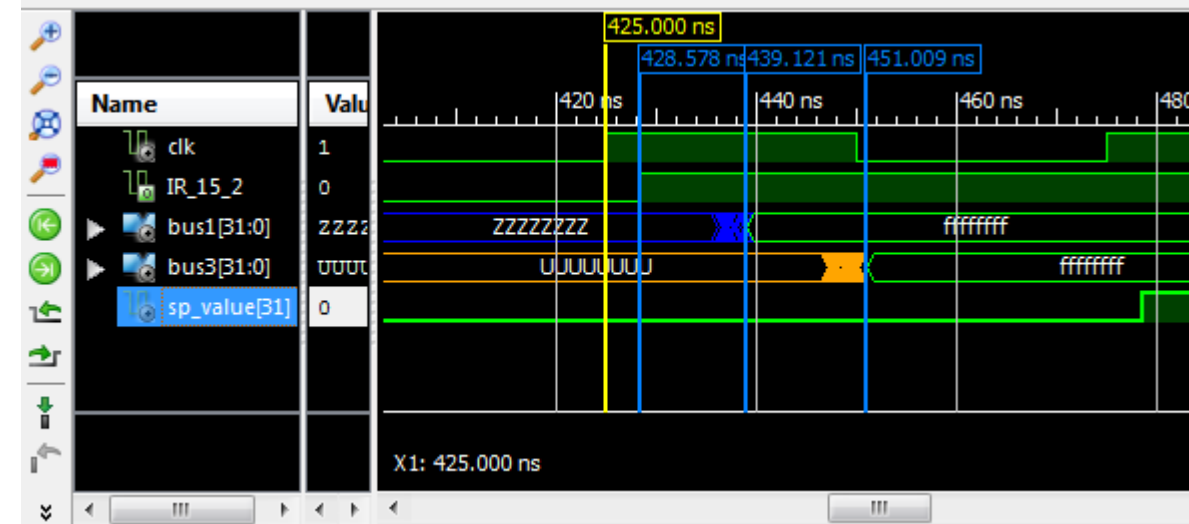 425.000 ns
428.578 ns 439.121 ns 451.009 ns
Name Valu 420 ns 440 ns 460 ns 480
clk 1
IR_15_2 0
bus1[31:0] ZZZZ ZZZZZZZZ ffffffff
bus3[31:0] UUUU UUUUUUUU ffffffff
sp_value[31] 0
X1: 425.000 ns